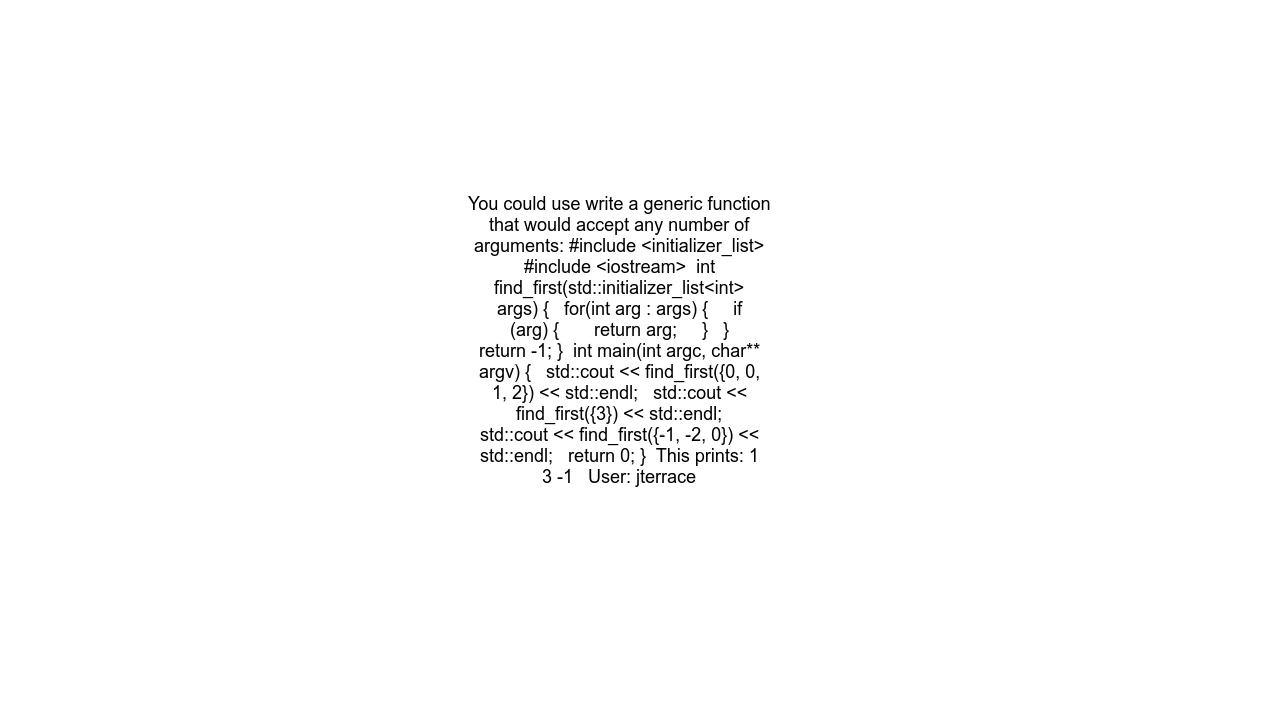 You could use write a generic function
that would accept any number of
arguments: #include <initializer_list>
#include <iostream>  int
find_first(std::initializer_list<int>
args) {   for(int arg : args) {     if
(arg) {       return arg;     }   }
return -1; }  int main(int argc, char**
argv) {   std::cout << find_first({0, 0,
1, 2}) << std::endl;   std::cout <<
find_first({3}) << std::endl;
std::cout << find_first({-1, -2, 0}) <<
std::endl;   return 0; }  This prints: 1
3 -1   User: jterrace